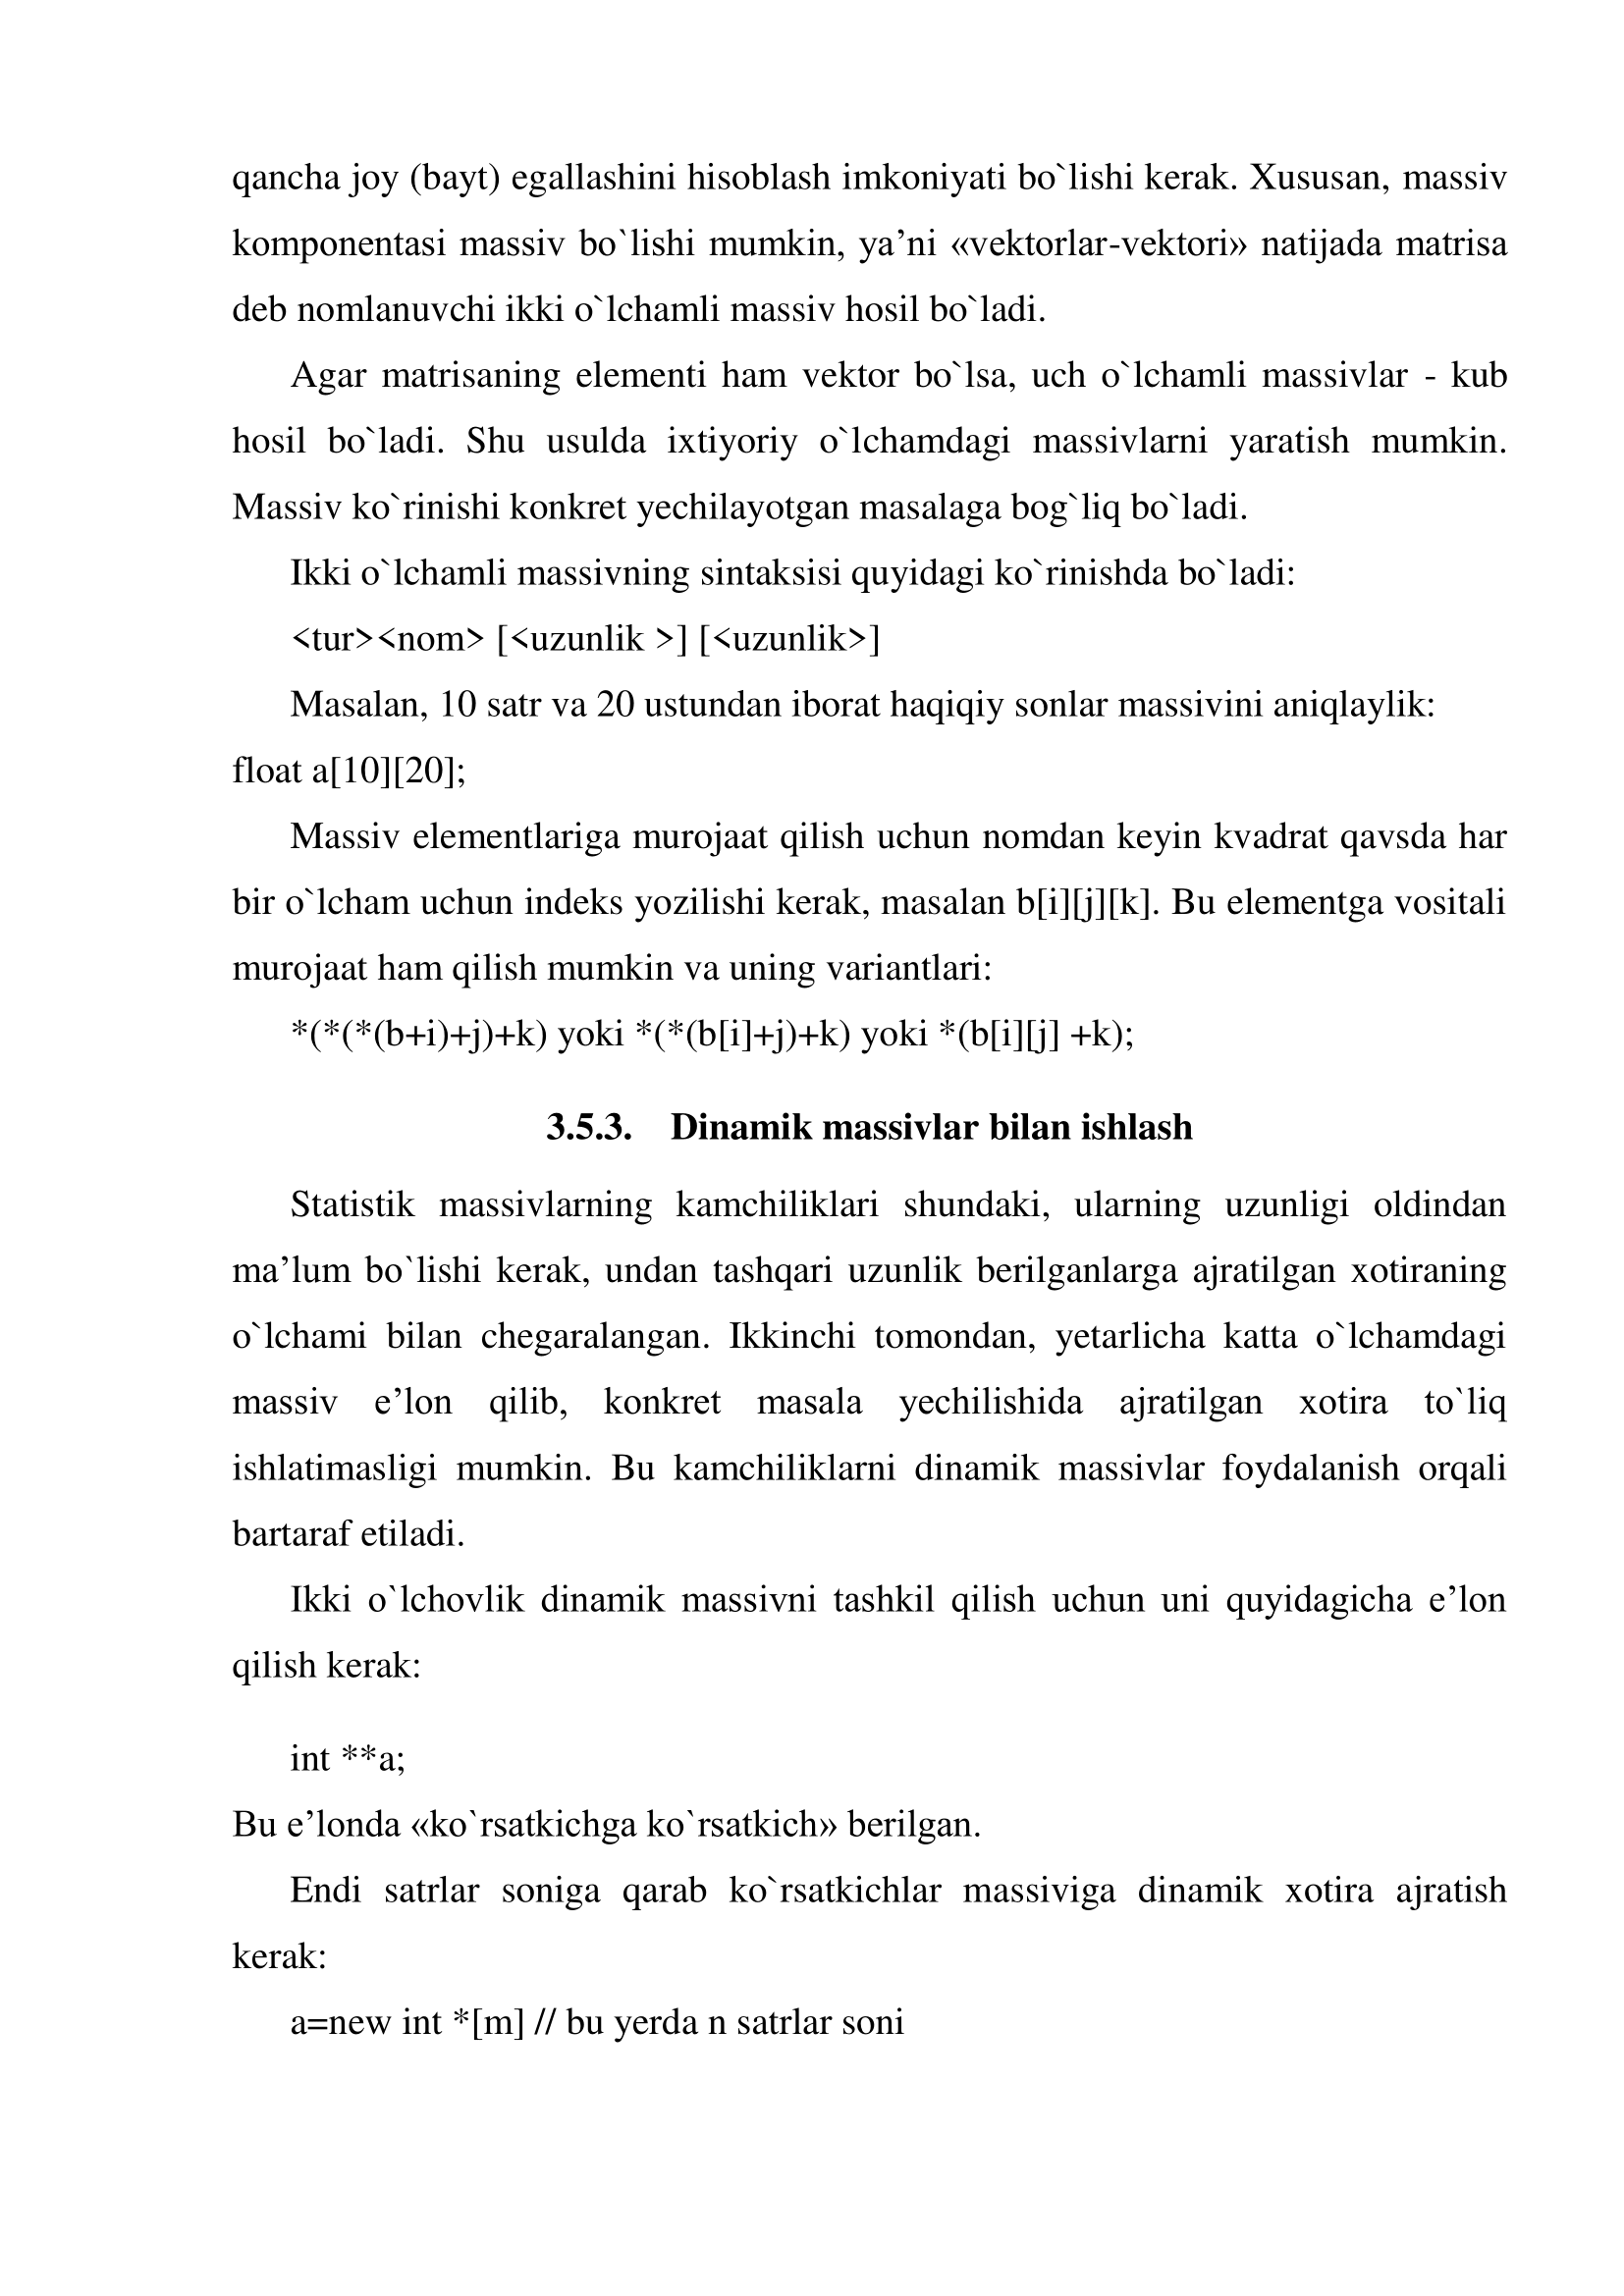 qancha joy (bayt) egallashini hisoblash imkoniyati bo`lishi kerak. Xususan, massiv
komponentasi massiv bo`lishi mumkin, ya’ni «vektorlar-vektori» natijada matrisa
deb nomlanuvchi ikki o`lchamli massiv hosil bo`ladi.
Agar matrisaning elementi ham vektor bo`lsa, uch o`lchamli massivlar - kub
hosil bo`ladi. Shu usulda ixtiyoriy o`lchamdagi massivlarni yaratish mumkin.
Massiv ko`rinishi konkret yechilayotgan masalaga bog`liq bo`ladi.
Ikki o`lchamli massivning sintaksisi quyidagi ko`rinishda bo`ladi:
<tur><nom> [<uzunlik >] [<uzunlik>]
Masalan, 10 satr va 20 ustundan iborat haqiqiy sonlar massivini aniqlaylik:
float a[10][20];
Massiv elementlariga murojaat qilish uchun nomdan keyin kvadrat qavsda har
bir o`lcham uchun indeks yozilishi kerak, masalan b[i][j][k]. Bu elementga vositali
murojaat ham qilish mumkin va uning variantlari:
*(*(*(b+i)+j)+k) yoki *(*(b[i]+j)+k) yoki *(b[i][j] +k);
3.5.3. Dinamik massivlar bilan ishlash
Statistik massivlarning kamchiliklari shundaki, ularning uzunligi oldindan
ma’lum bo`lishi kerak, undan tashqari uzunlik berilganlarga ajratilgan xotiraning
o`lchami bilan chegaralangan. Ikkinchi tomondan, yetarlicha katta o`lchamdagi
massiv e’lon qilib, konkret masala yechilishida ajratilgan xotira to`liq
ishlatimasligi mumkin. Bu kamchiliklarni dinamik massivlar foydalanish orqali
bartaraf etiladi.
Ikki o`lchovlik dinamik massivni tashkil qilish uchun uni quyidagicha e’lon
qilish kerak:
int **a;
Bu e’londa «ko`rsatkichga ko`rsatkich» berilgan.
Endi satrlar soniga qarab ko`rsatkichlar massiviga dinamik xotira ajratish
kerak:
a=new int *[m] // bu yerda n satrlar soni